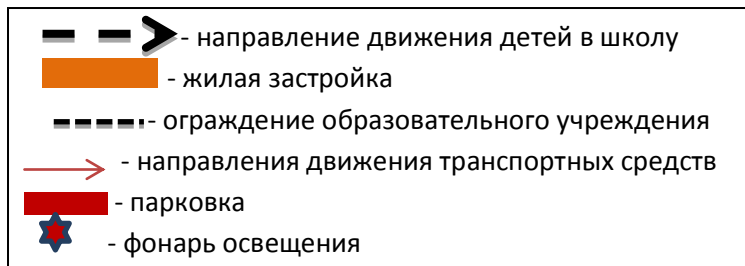 - направление движения детей в школу
- жилая застройка
- ограждение образовательного учреждения
- направления движения транспортных средств
- парковка
- фонарь освещения